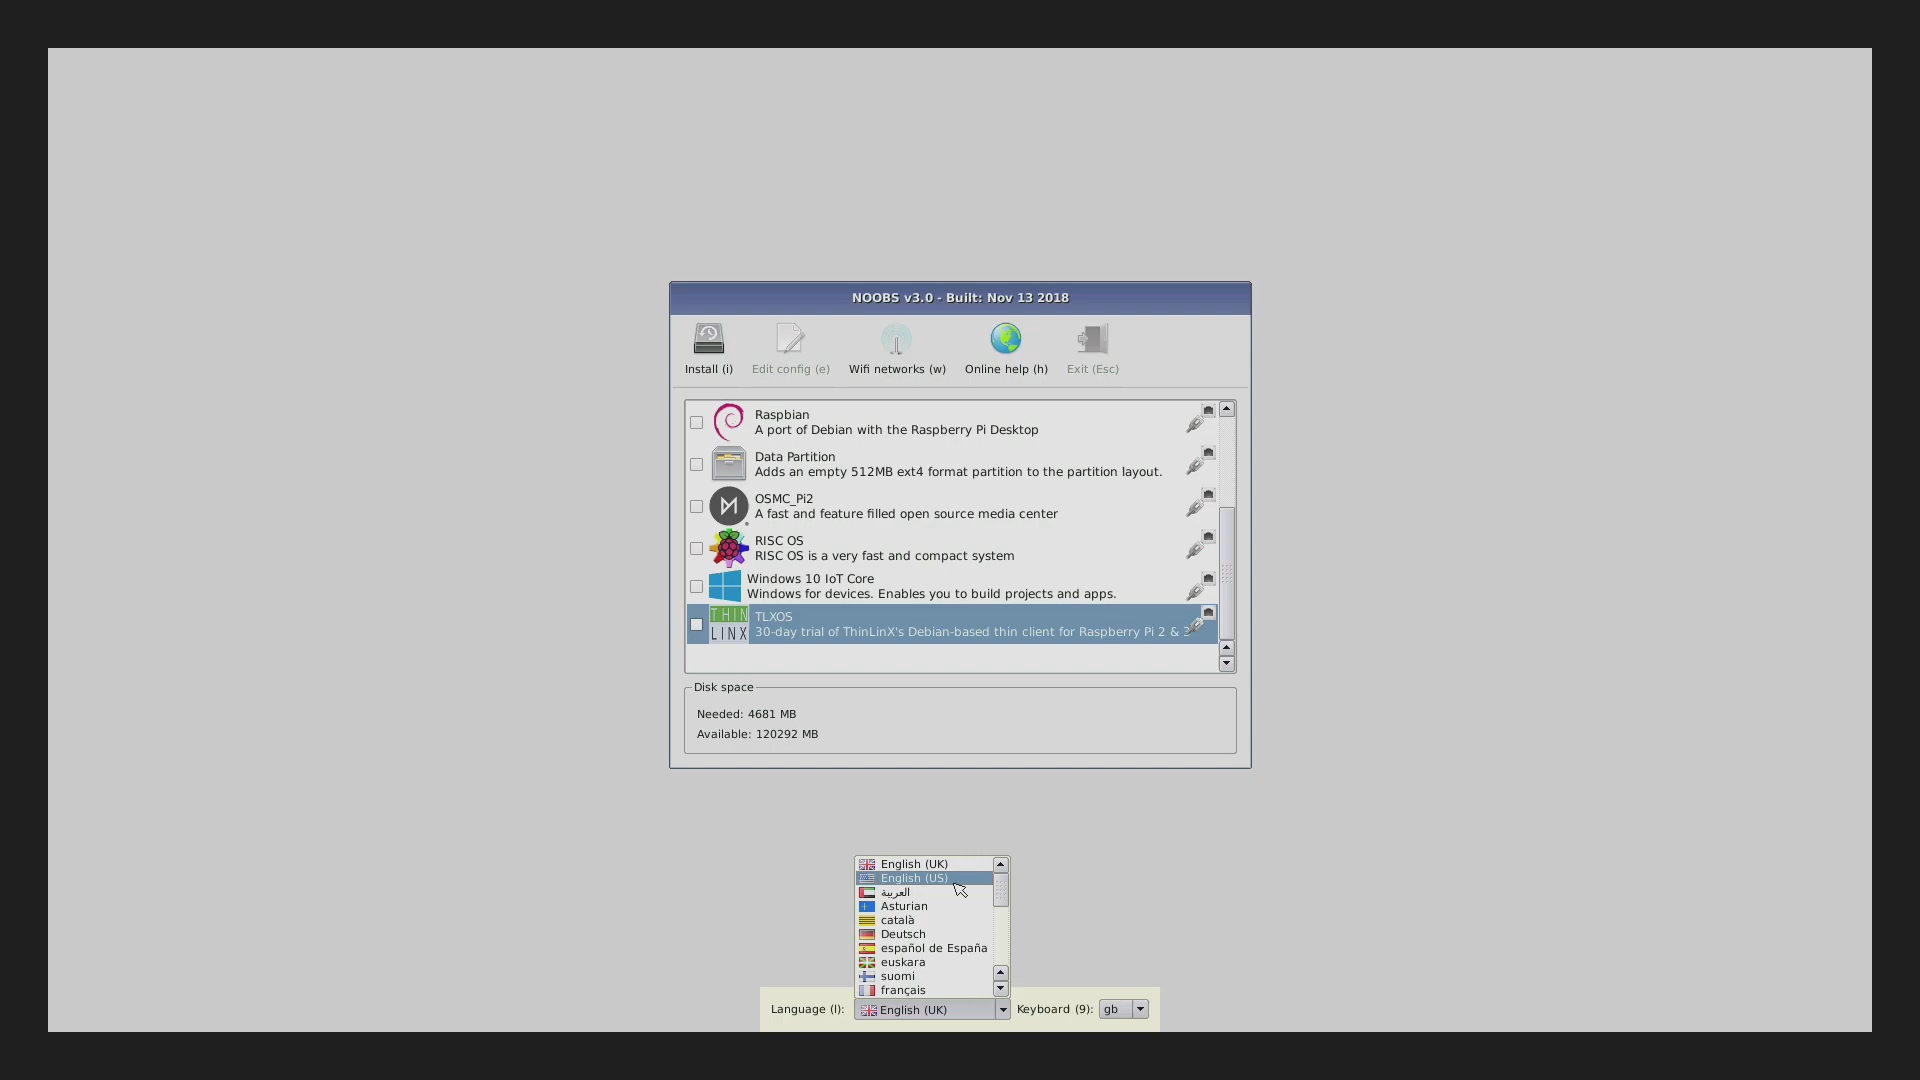 NOOBS v3.0 - Built: Nov 13 2018
Install (i)
Edit config (e)
Wifi networks (w)
Online help (h)
Exit (Esc)
Raspbian
A port of Debian with the Raspberry Pi Desktop
Data Partition
Adds an empty 512MB ext4 format partition to the partition layout.
OSMC_Pi2
A fast and feature filled open source media center
RISC OS
RISC OS is a very fast and compact system
Windows 10 IoT Core
Windows for devices. Enables you to build projects and apps.
THIN
LINX
TLXOS
30-day trial of ThinLinX's Debian-based thin client for Raspberry Pi 2 & 3
Disk space
Needed: 4681 MB
Available: 120292 MB
English (UK)
English (US)
العربية
Asturian
català
Deutsch
español de España
euskara
suomi
français
Language (l): English (UK) Keyboard (9): gb